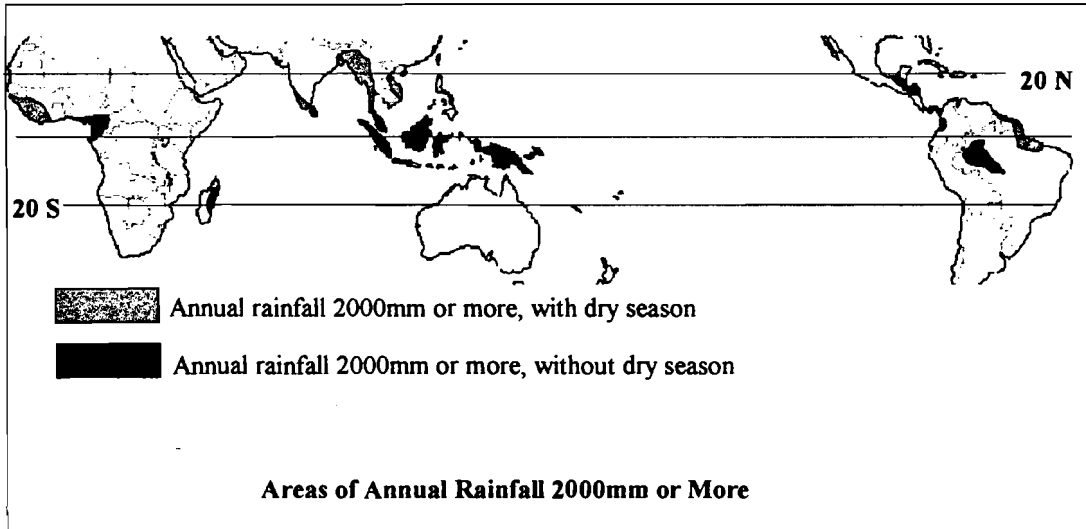 20 N
20 S
Annual rainfall 2000mm or more, with dry season
Annual rainfall 2000mm or more, without dry season
Areas of Annual Rainfall 2000mm or More